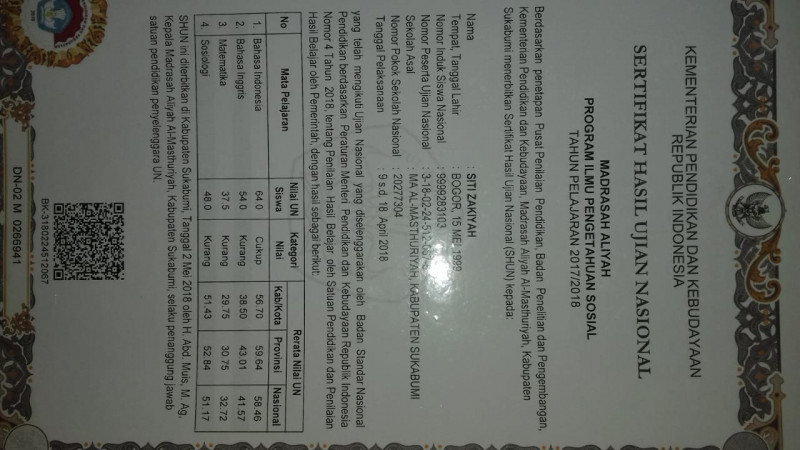 KEMENTERIAN PENDIDIKAN DAN KEBUDAYAAN
REPUBLIK INDONESIA
SERTIFIKAT HASIL UJIAN NASIONAL
MADRASAH ALIYAH
PROGRAM ILMU PENGETAHUAN SOSIAL
TAHUN PELAJARAN 2017/2018
Berdasarkan penetapan Pusat Penilaian Pendidikan, Badan Penelitian dan Pengembangan,
Kementerian Pendidikan dan Kebudayaan, Madrasah Aliyah Al-Masthuriyah, Kabupaten
Sukabumi menerbitkan Sertifikat Hasil Ujian Nasional (SHUN) kepada:
Nama : SITI ZAKIYAH
Tempat, Tanggal Lahir : BOGOR, 15 MEI 1999
Nomor Induk Siswa Nasional : 9999283103
Nomor Peserta Ujian Nasional : 3-18-02-24-512-
Sekolah Asal : MA AL-MASTHURIYAH, KABUPATEN SUKABUMI
Nomor Pokok Sekolah Nasional : 20277304
Tanggal Pelaksanaan : 9 s.d. 18 April 2018
yang telah mengikuti Ujian Nasional yang diselenggarakan oleh Badan Standar Nasional
Pendidikan berdasarkan Peraturan Menteri Pendidikan dan Kebudayaan Republik Indonesia
Nomor 4 Tahun 2018, tentang Penilaian Hasil Belajar oleh Satuan Pendidikan dan Penilaian
Hasil Belajar oleh Pemerintah, dengan hasil sebagai berikut:
No Mata Pelajaran Nilai UN Siswa Kategori Nilai Rerata Nilai UN
Kab/Kota Provinsi Nasional
1. Bahasa Indonesia 64.0 Cukup 56.70 59.64 58.46
2. Bahasa Inggris 54.0 Kurang 38.50 43.01 41.57
3. Matematika 37.5 Kurang 29.75 30.75 32.72
4. Sosiologi 48.0 Kurang 51.43 52.84 51.17
SHUN ini diterbitkan di Kabupaten Sukabumi, Tanggal 2 Mei 2018 oleh H. Abd. Muis, M. Ag,
Kepala Madrasah Aliyah Al-Masthuriyah, Kabupaten Sukabumi, selaku penanggung jawab
satuan pendidikan penyelenggara UN.
BK-3180224512067
DN-02 M 0266941